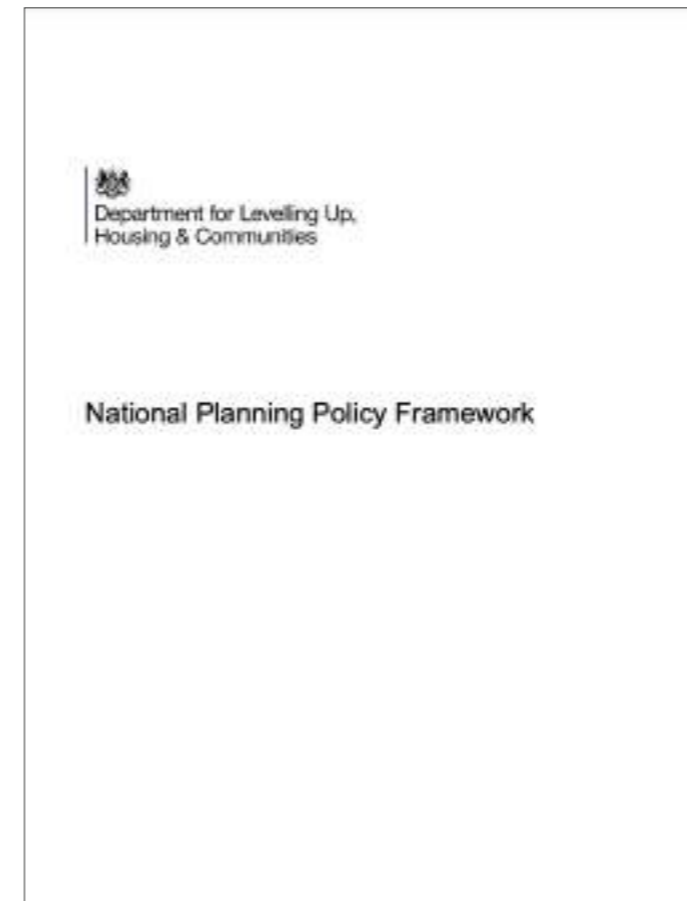 Department for Levelling Up,
Housing & Communities
National Planning Policy Framework